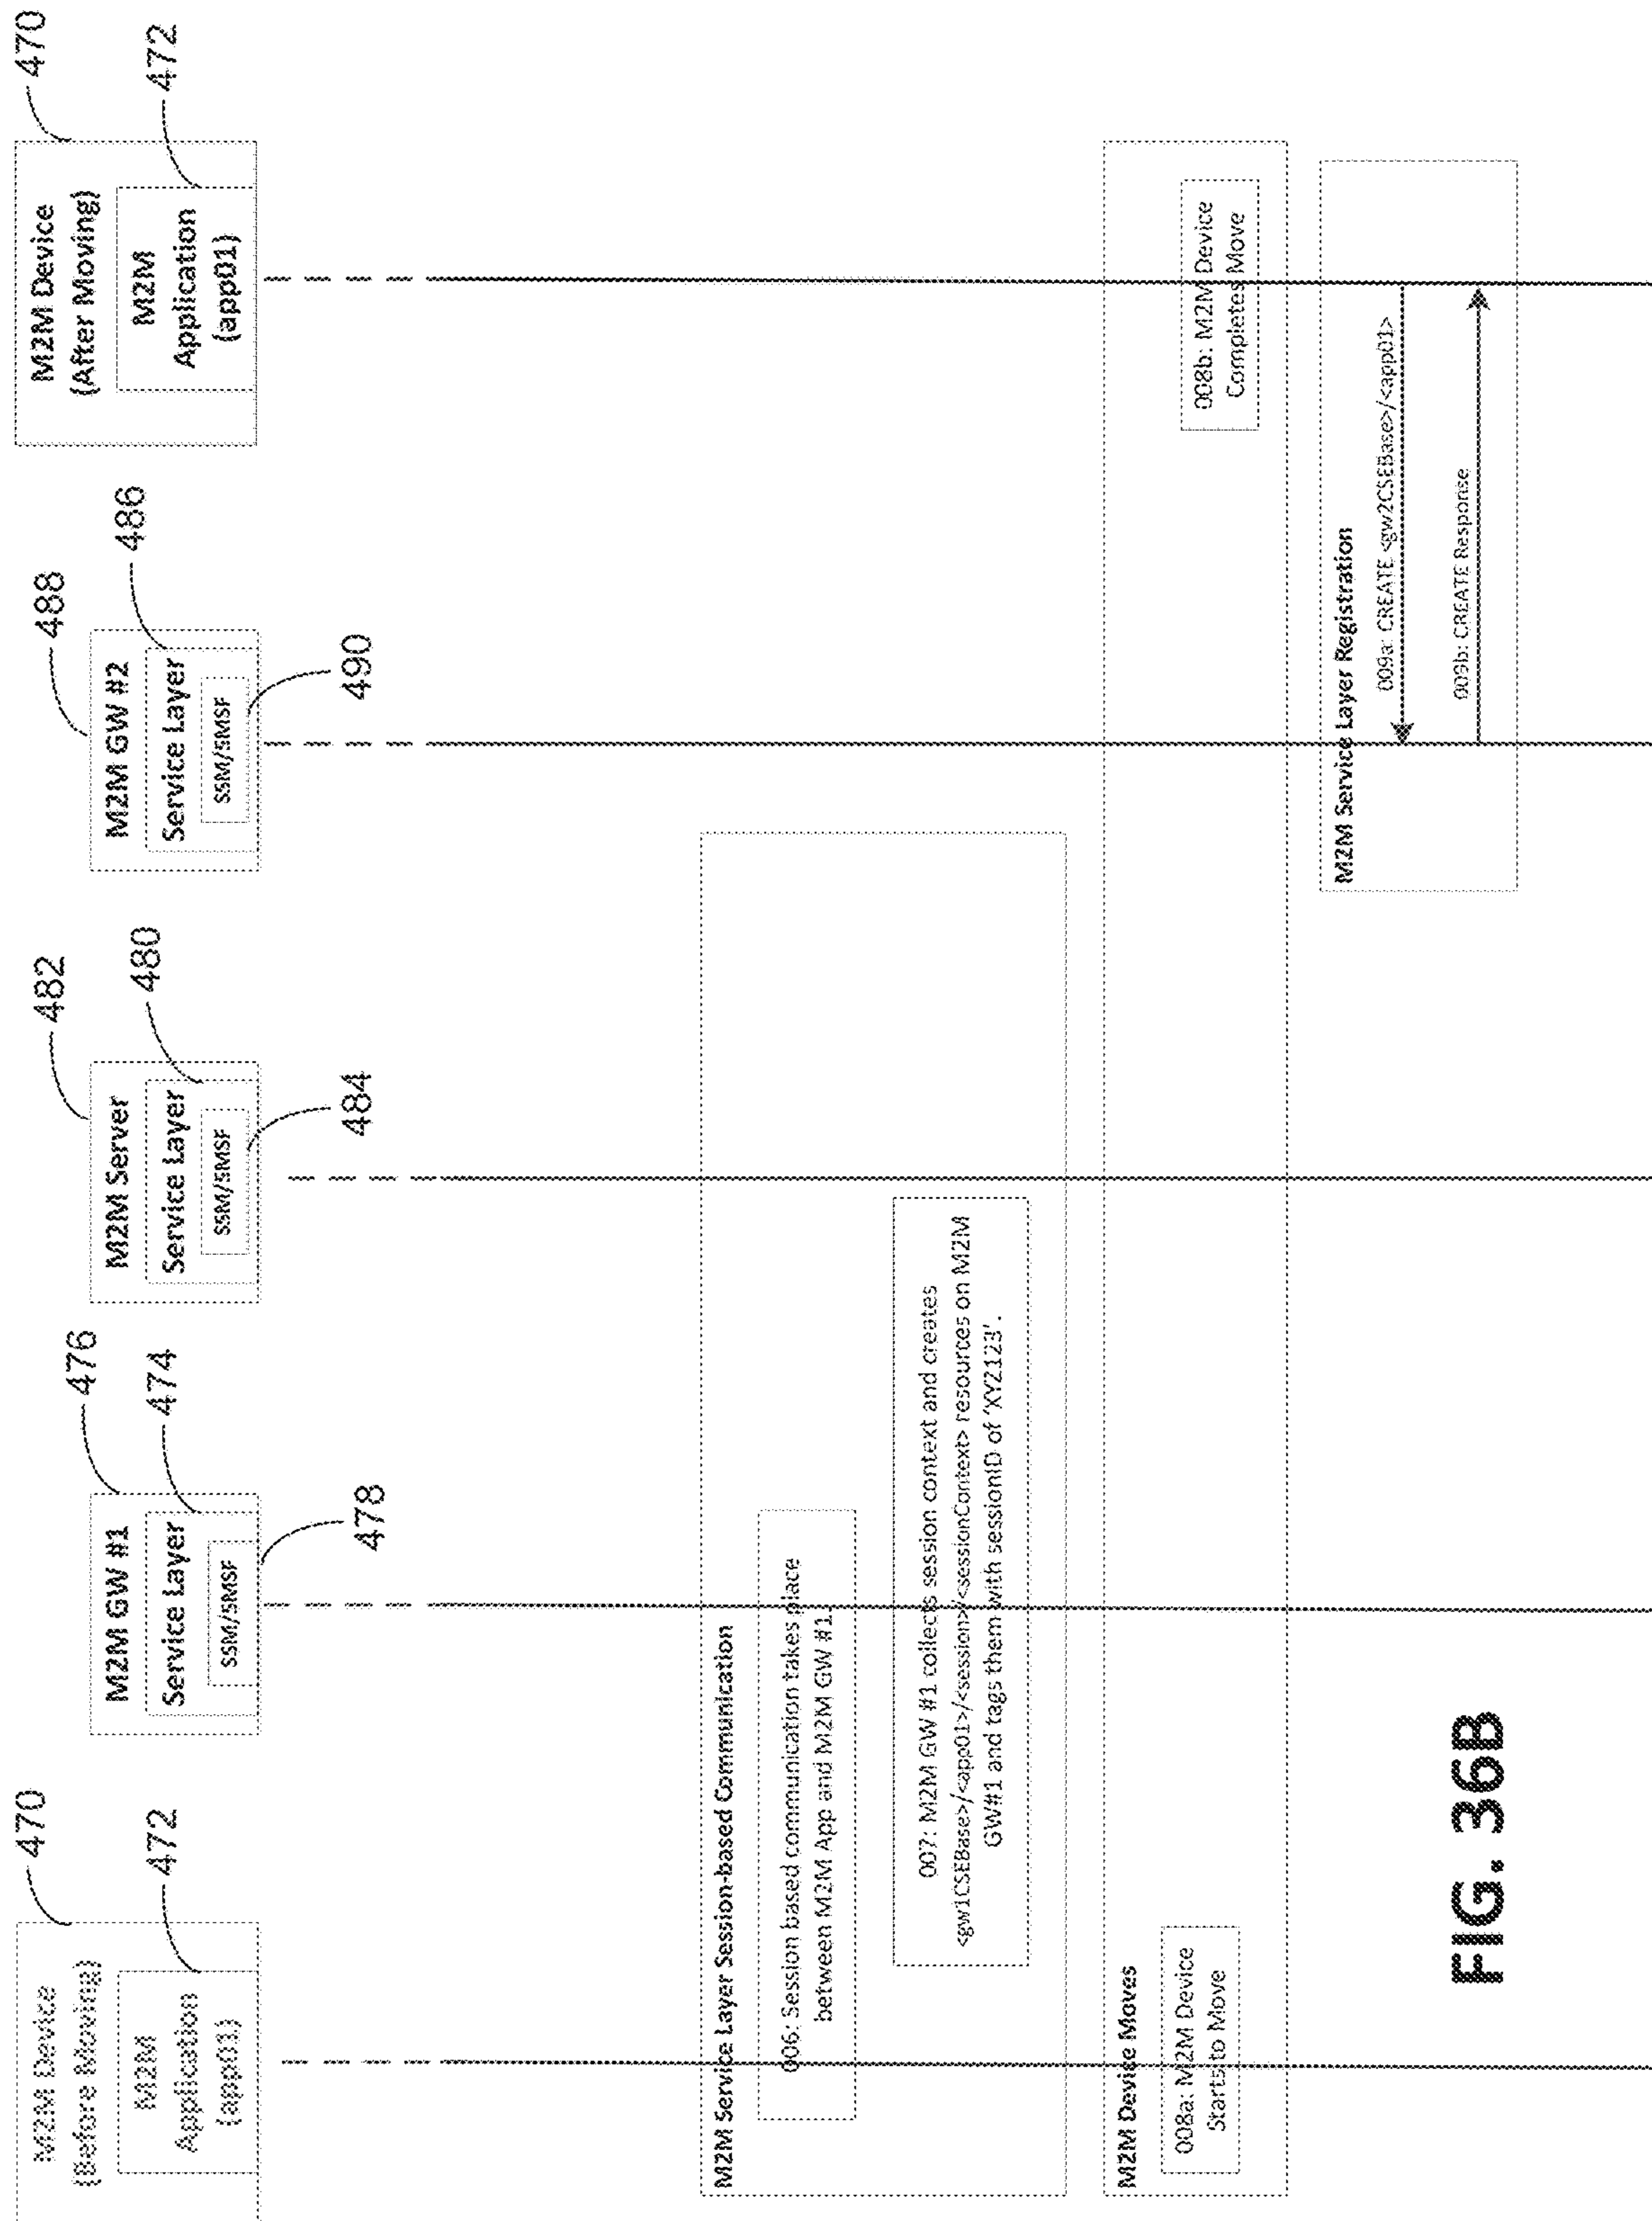 470
M2M Device
(Before Moving)
472
M2M
Application
(app01)
476
M2M GW #1
474
Service Layer
SSM/SMSF
478
482
M2M Server
480
Service Layer
SSM/SMSF
484
488
M2M GW #2
486
Service Layer
SSM/SMSF
490
470
M2M Device
(After Moving)
472
M2M
Application
(app01)
M2M Service Layer Session-based Communication
006: Session based communication takes place
between M2M App and M2M GW #1
007: M2M GW #1 collects session context and creates
<gw1CSEBase>/<app01>/<session>/<sessionContext> resources on M2M
GW#1 and tags them with sessionID of 'XYZ123'.
M2M Device Moves
008a: M2M Device
Starts to Move
008b: M2M Device
Completes Move
M2M Service Layer Registration
009a: CREATE <gw2CSEBase>/<app01>
009b: CREATE Response
FIG. 36B